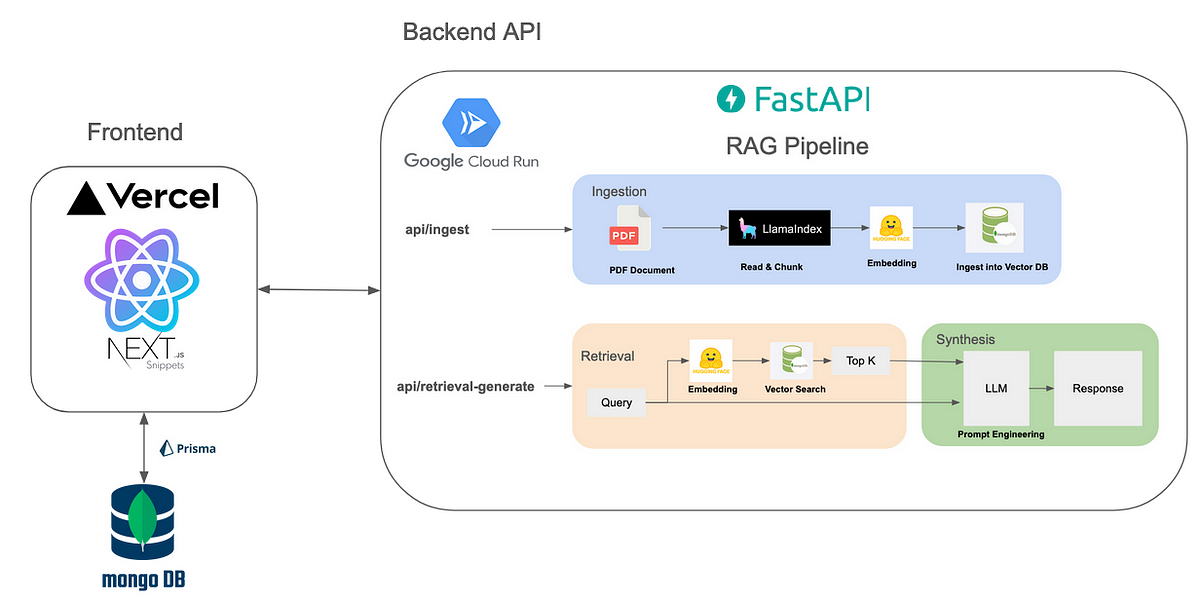 Backend API
Frontend
Vercel
NEXT.JS
Snippets
Prisma
mongo DB
Google Cloud Run
FastAPI
RAG Pipeline
api/ingest
Ingestion
PDF
PDF Document
LlamaIndex
Read & Chunk
HUGGING FACE
Embedding
mongoDB
Ingest into Vector DB
api/retrieval-generate
Retrieval
Query
HUGGING FACE
Embedding
mongoDB
Vector Search
Top K
Synthesis
LLM
Prompt Engineering
Response